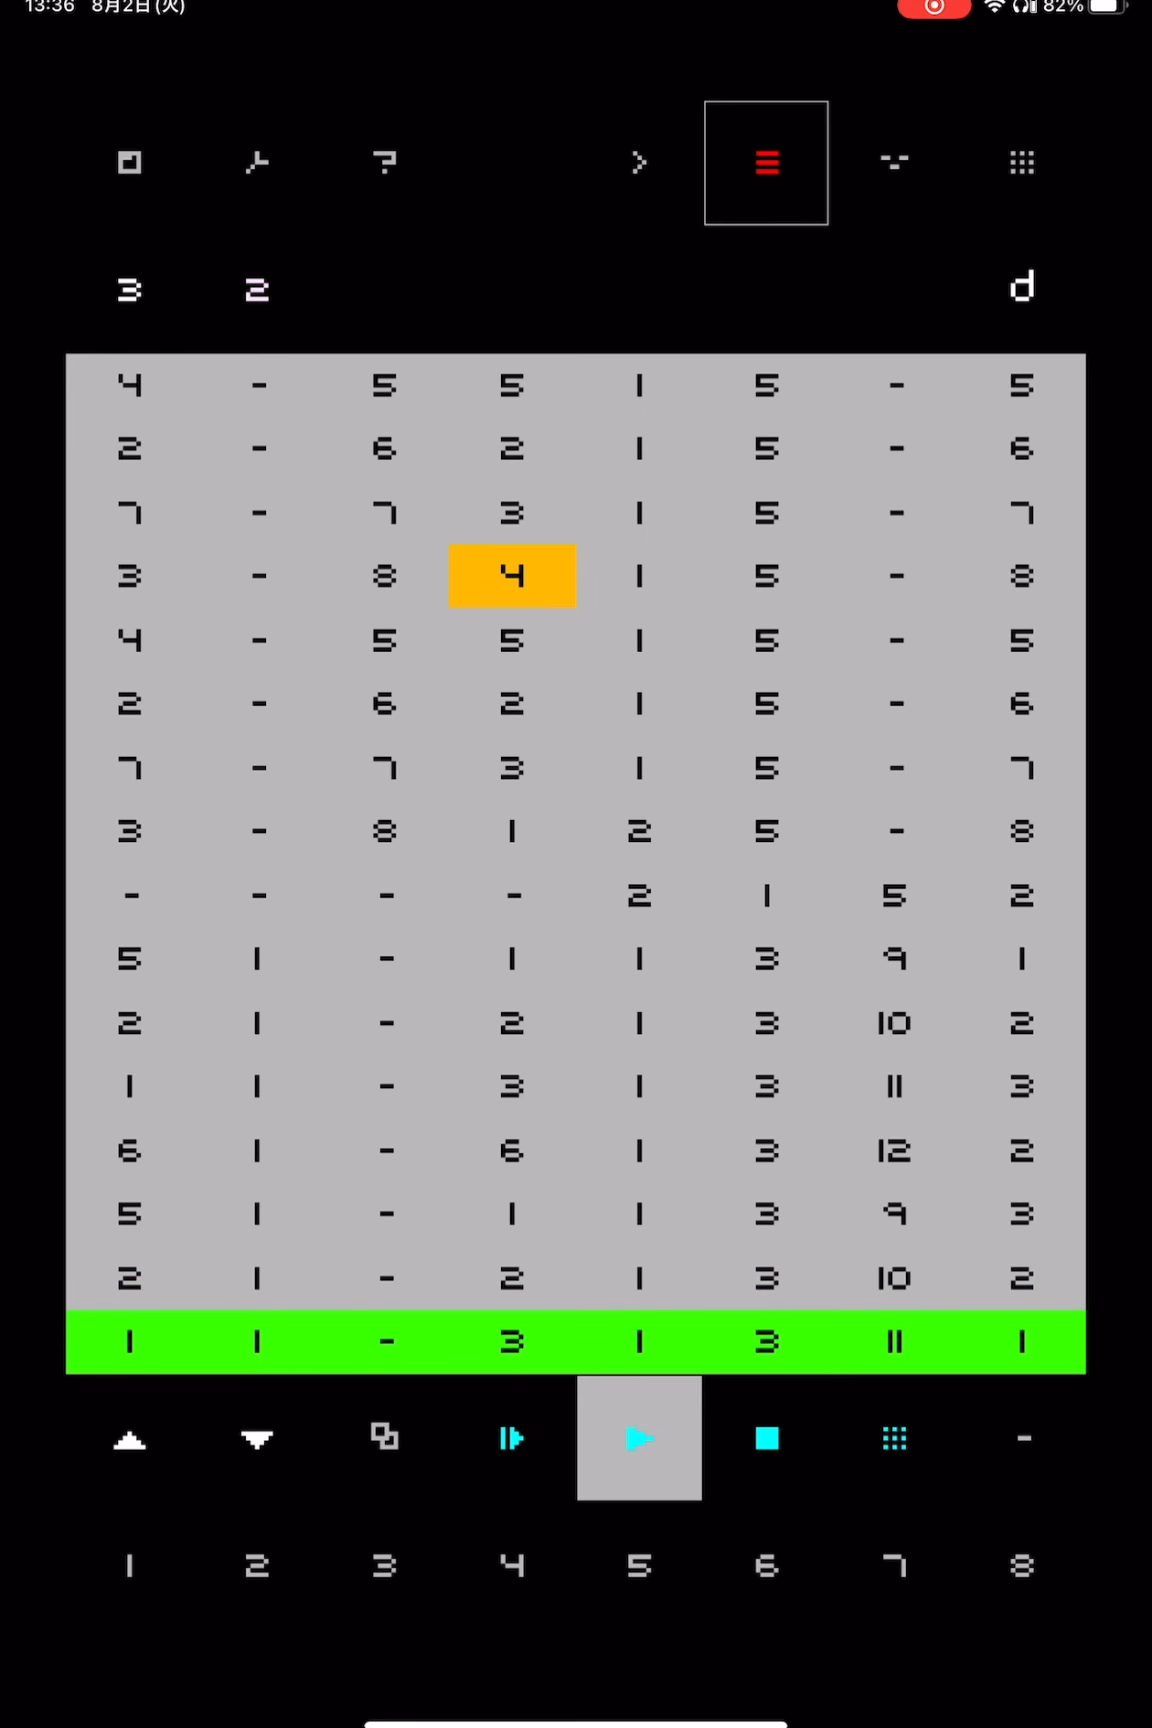 13:36 8月2日(火) 82%
?
3 2 d
4 - 5 5 1 5 - 5
2 - 6 2 1 5 - 6
7 - 7 3 1 5 - 7
3 - 8 4 1 5 - 8
4 - 5 5 1 5 - 5
2 - 6 2 1 5 - 6
7 - 7 3 1 5 - 7
3 - 8 1 2 5 - 8
- - - - 2 1 5 2
5 1 - 1 1 3 9 1
2 1 - 2 1 3 10 2
1 1 - 3 1 3 11 3
6 1 - 6 1 3 12 2
5 1 - 1 1 3 9 3
2 1 - 2 1 3 10 2
1 1 - 3 1 3 11 1
-
1 2 3 4 5 6 7 8